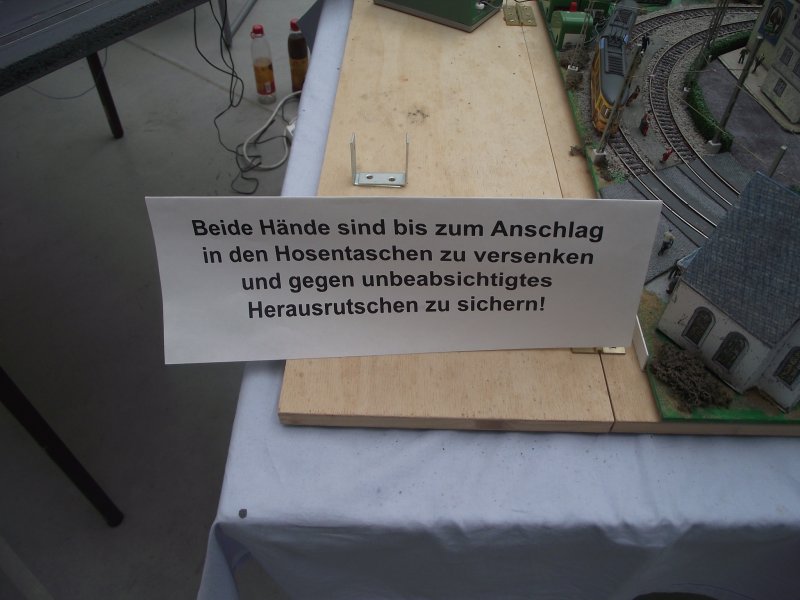 Beide Hände sind bis zum Anschlag
in den Hosentaschen zu versenken
und gegen unbeabsichtigtes
Herausrutschen zu sichern!